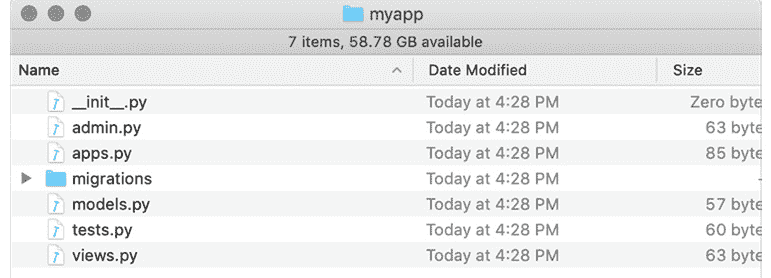 myapp
7 items, 58.78 GB available
Name Date Modified Size
__init__.py Today at 4:28 PM Zero byte
admin.py Today at 4:28 PM 63 byte
apps.py Today at 4:28 PM 85 byte
migrations Today at 4:28 PM -
models.py Today at 4:28 PM 57 byte
tests.py Today at 4:28 PM 60 byte
views.py Today at 4:28 PM 63 byte